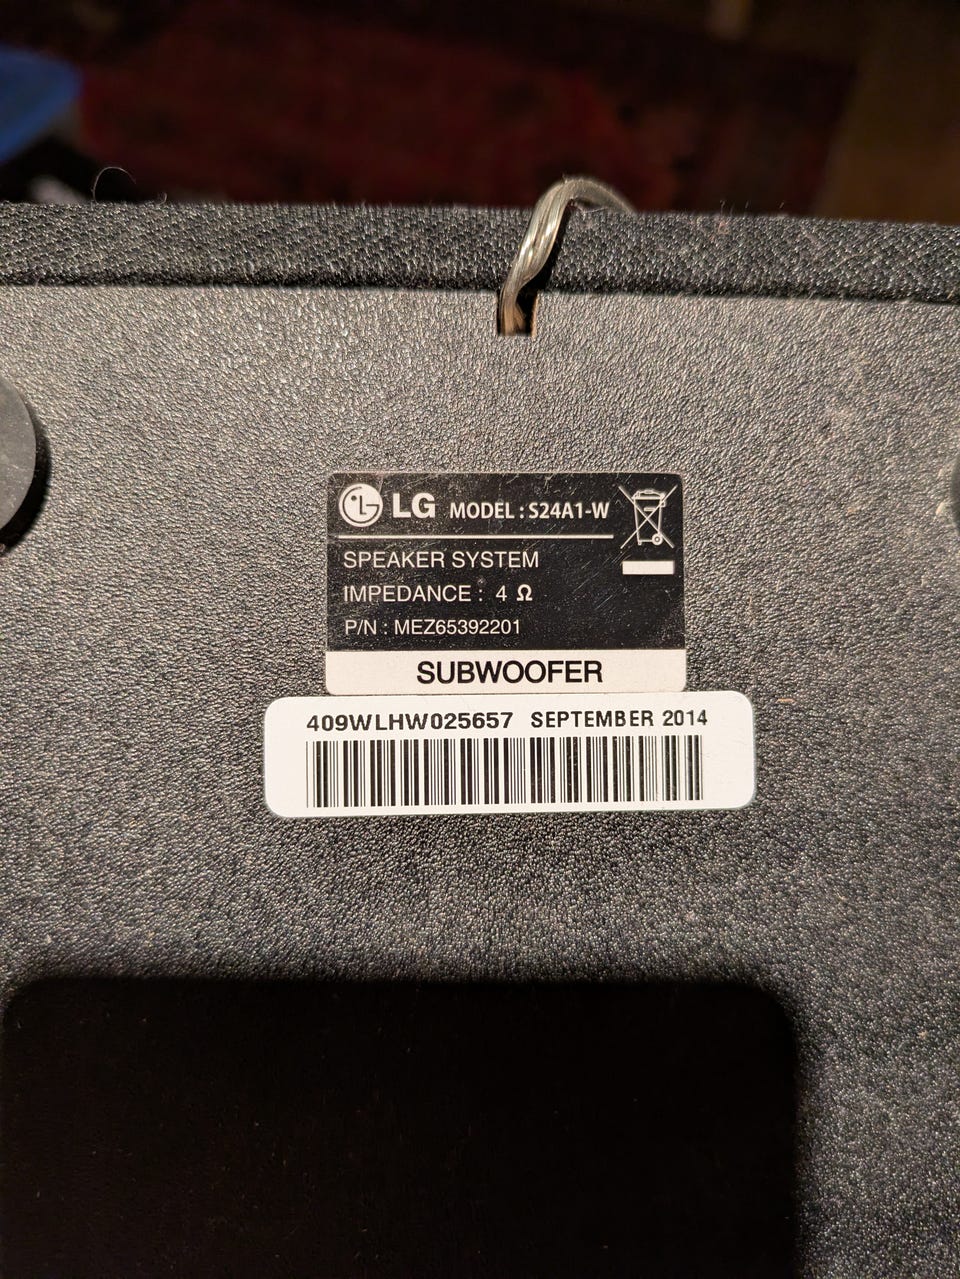 LG MODEL : S24A1-W
SPEAKER SYSTEM
IMPEDANCE : 4 Ω
P/N : MEZ65392201
SUBWOOFER
409WLHW025657 SEPTEMBER 2014